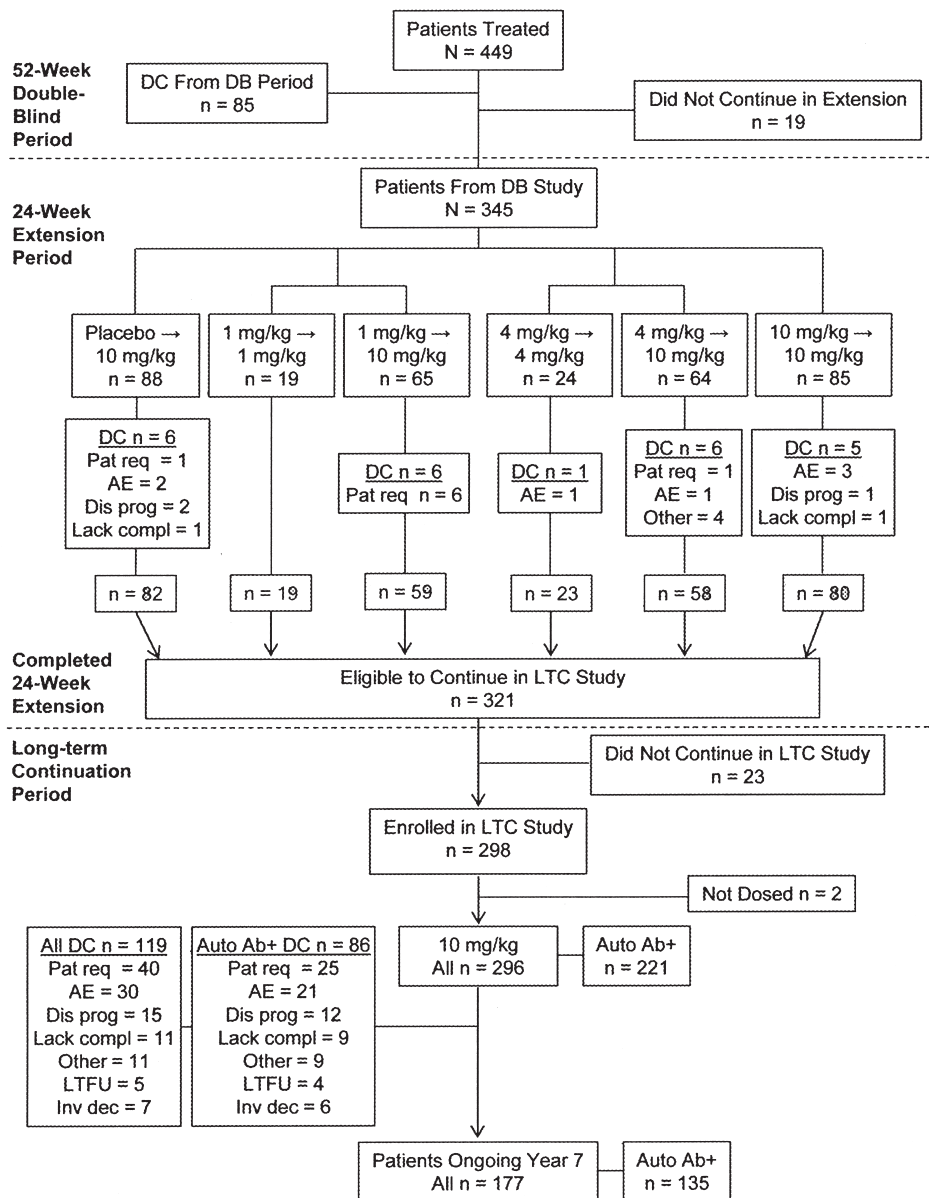 Patients Treated
N = 449
52-Week
Double-
Blind
Period
DC From DB Period
n = 85
Did Not Continue in Extension
n = 19
Patients From DB Study
N = 345
24-Week
Extension
Period
Placebo →
10 mg/kg
n = 88
1 mg/kg →
1 mg/kg
n = 19
1 mg/kg →
10 mg/kg
n = 65
4 mg/kg →
4 mg/kg
n = 24
4 mg/kg →
10 mg/kg
n = 64
10 mg/kg →
10 mg/kg
n = 85
DC n = 6
Pat req = 1
AE = 2
Dis prog = 2
Lack compl = 1
DC n = 6
Pat req n = 6
DC n = 1
AE = 1
DC n = 6
Pat req = 1
AE = 1
Other = 4
DC n = 5
AE = 3
Dis prog = 1
Lack compl = 1
n = 82
n = 19
n = 59
n = 23
n = 58
n = 80
Completed
24-Week
Extension
Eligible to Continue in LTC Study
n = 321
Long-term
Continuation
Period
Did Not Continue in LTC Study
n = 23
Enrolled in LTC Study
n = 298
Not Dosed n = 2
10 mg/kg
All n = 296
Auto Ab+
n = 221
All DC n = 119
Pat req = 40
AE = 30
Dis prog = 15
Lack compl = 11
Other = 11
LTFU = 5
Inv dec = 7
Auto Ab+ DC n = 86
Pat req = 25
AE = 21
Dis prog = 12
Lack compl = 9
Other = 9
LTFU = 4
Inv dec = 6
Patients Ongoing Year 7
All n = 177
Auto Ab+
n = 135